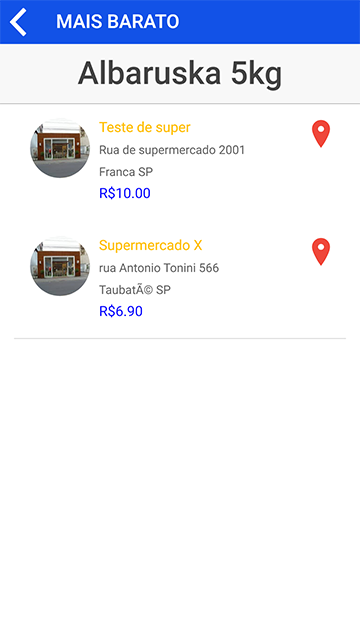 MAIS BARATO
Albaruska 5kg
Teste de super
Rua de supermercado 2001
Franca SP
R$10.00
Supermercado X
rua Antonio Tonini 566
TaubatÃ© SP
R$6.90